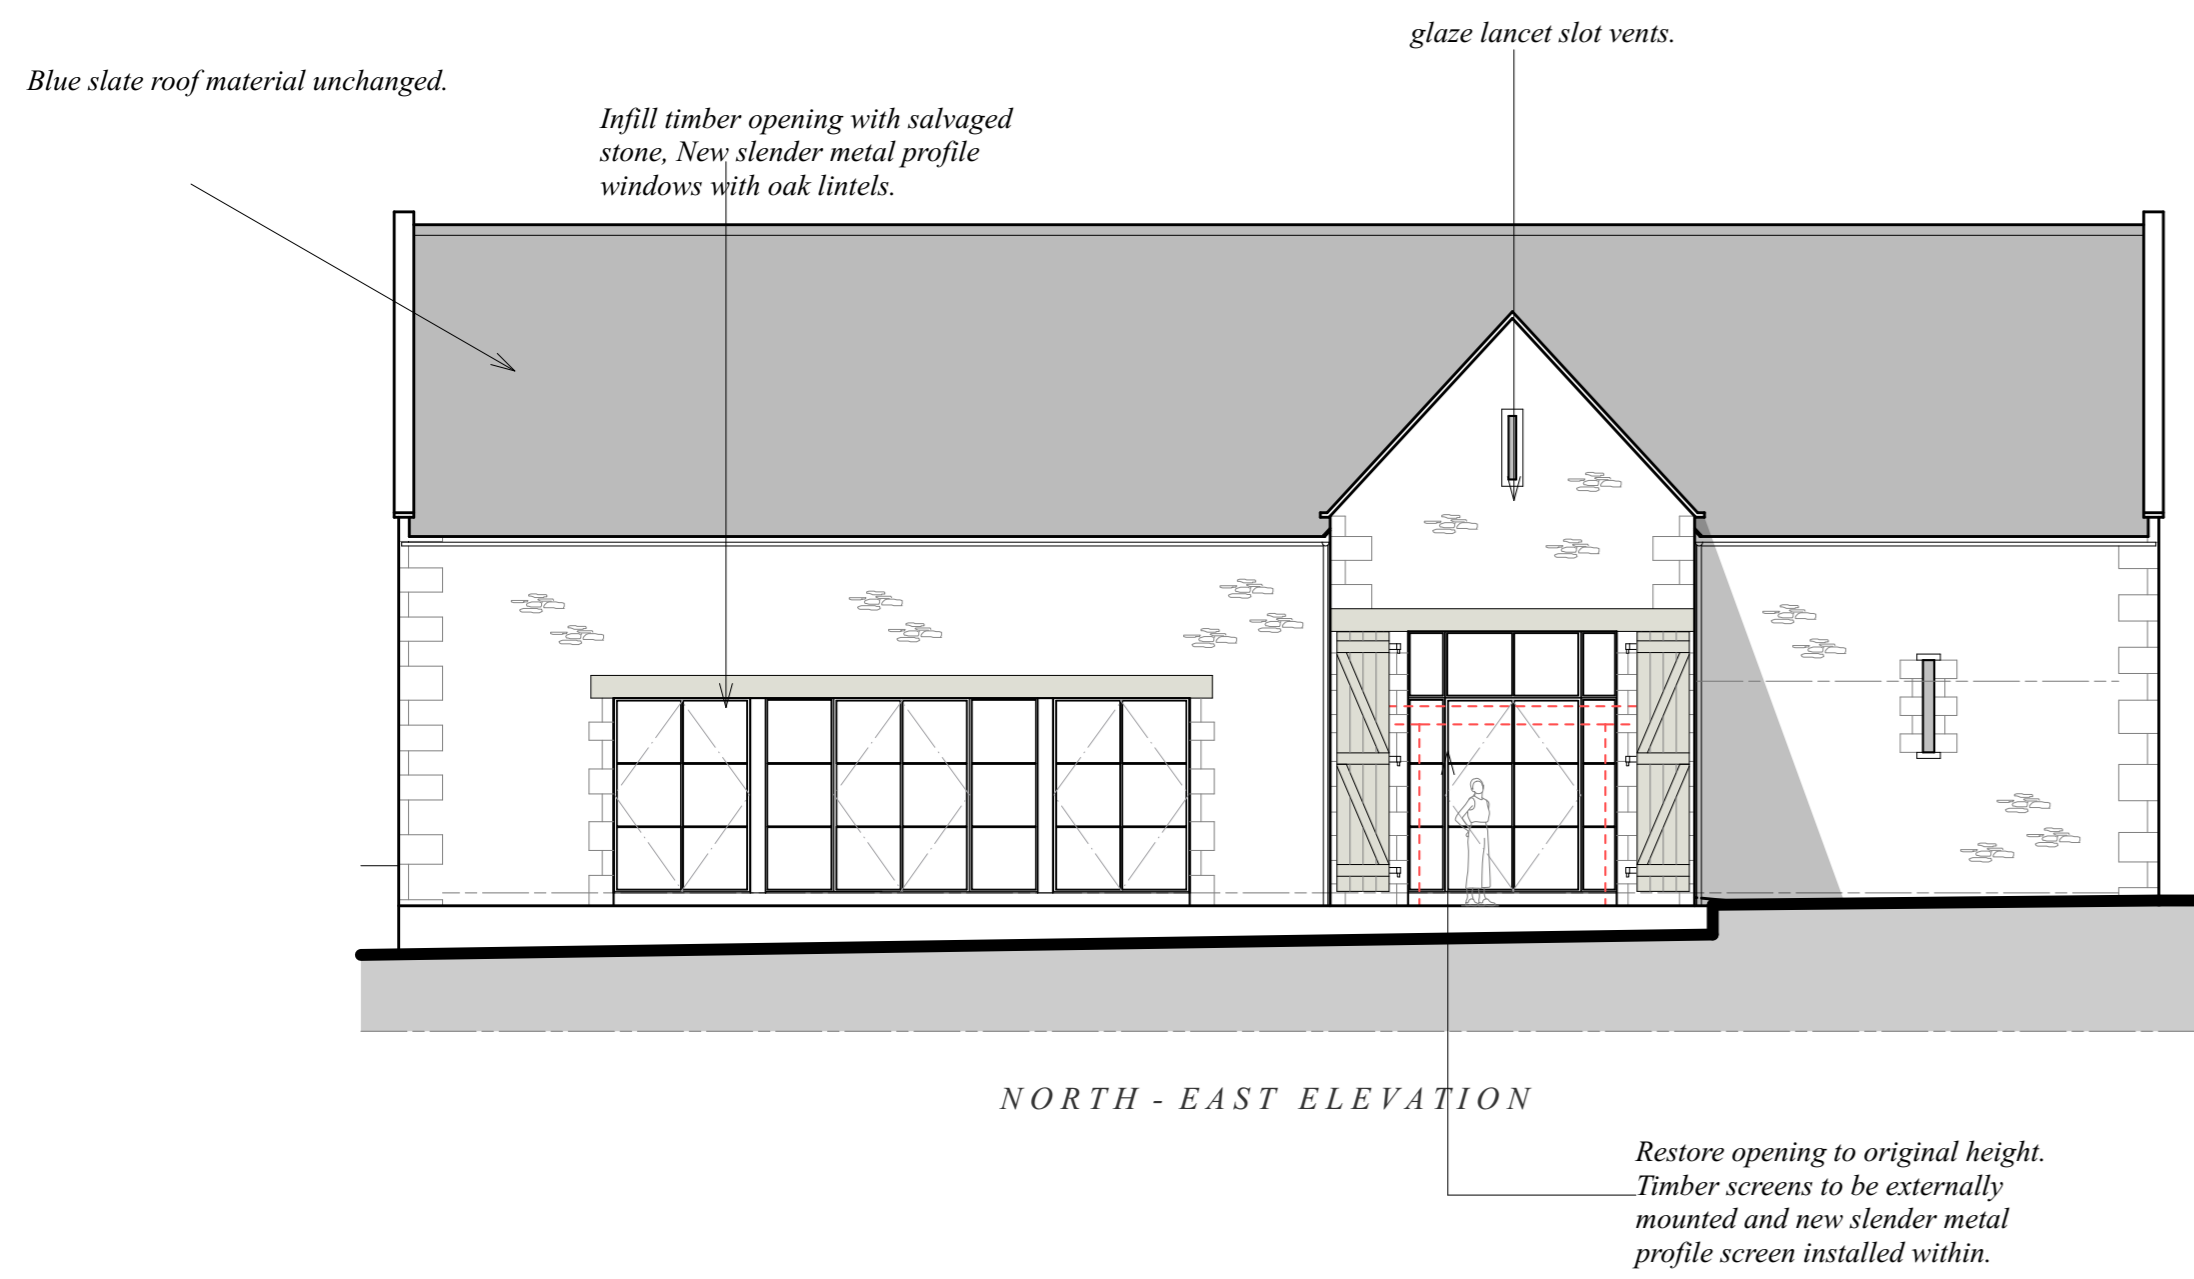 glaze lancet slot vents.
Blue slate roof material unchanged.
Infill timber opening with salvaged
stone, New slender metal profile
windows with oak lintels.
NORTH - EAST ELEVATION
Restore opening to original height.
Timber screens to be externally
mounted and new slender metal
profile screen installed within.